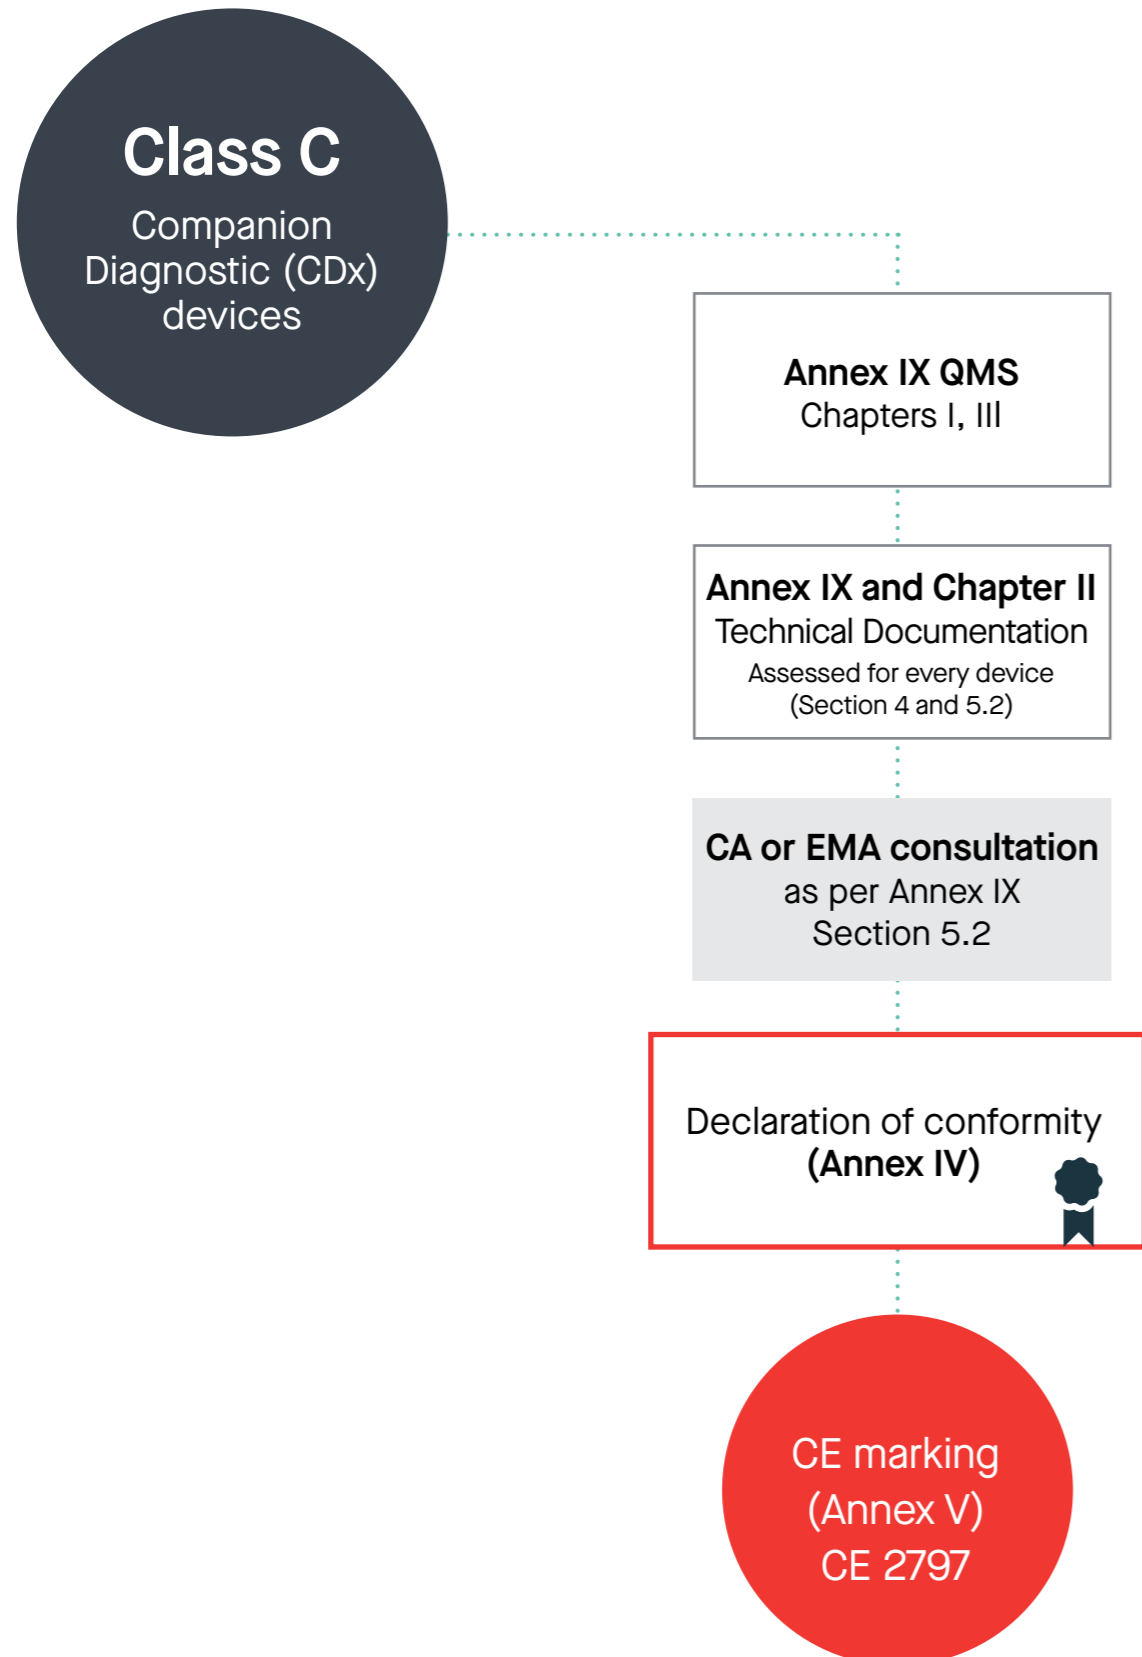 Class C
Companion
Diagnostic (CDx)
devices
Annex IX QMS
Chapters I, III
Annex IX and Chapter II
Technical Documentation
Assessed for every device
(Section 4 and 5.2)
CA or EMA consultation
as per Annex IX
Section 5.2
Declaration of conformity
(Annex IV)
CE marking
(Annex V)
CE 2797